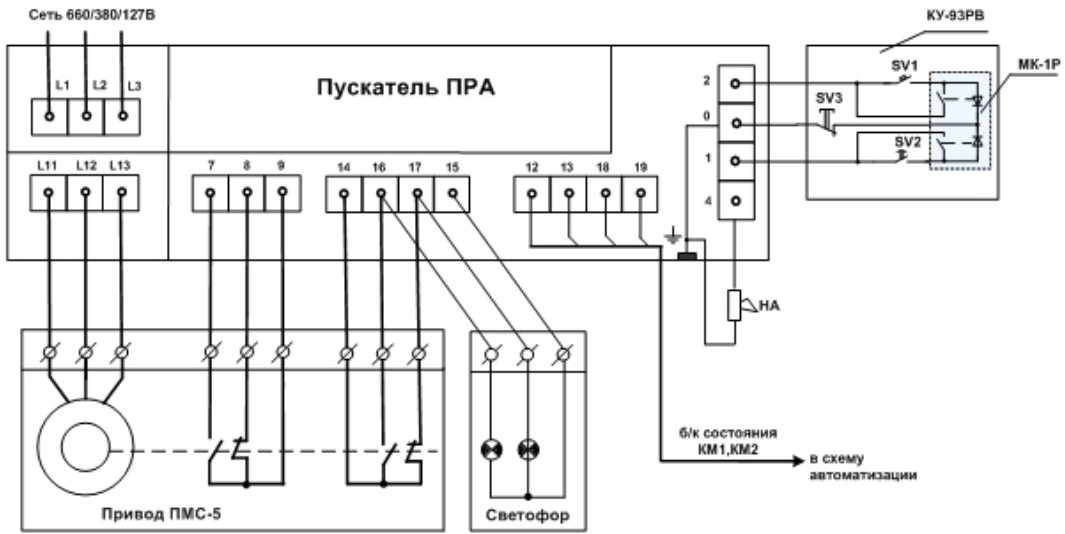 Сеть 660/380/127В
КУ-93РВ
L1 L2 L3
Пускатель ПРА
2
0
1
4
SV1
SV3
SV2
МК-1Р
L11 L12 L13
7 8 9
14 16 17 15
12 13 18 19
НА
б/к состояния
КМ1,КМ2
в схему
автоматизации
Привод ПМС-5
Светофор